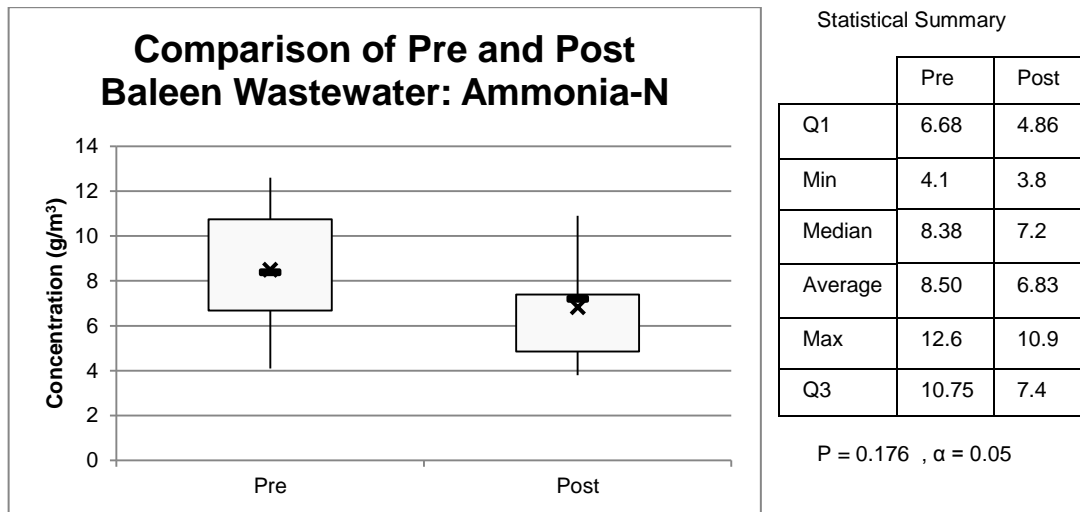 Comparison of Pre and Post
Baleen Wastewater: Ammonia-N
Concentration (g/m³)
14
12
10
8
6
4
2
0
Pre Post
Statistical Summary
Pre Post
Q1 6.68 4.86
Min 4.1 3.8
Median 8.38 7.2
Average 8.50 6.83
Max 12.6 10.9
Q3 10.75 7.4
P = 0.176 , α = 0.05